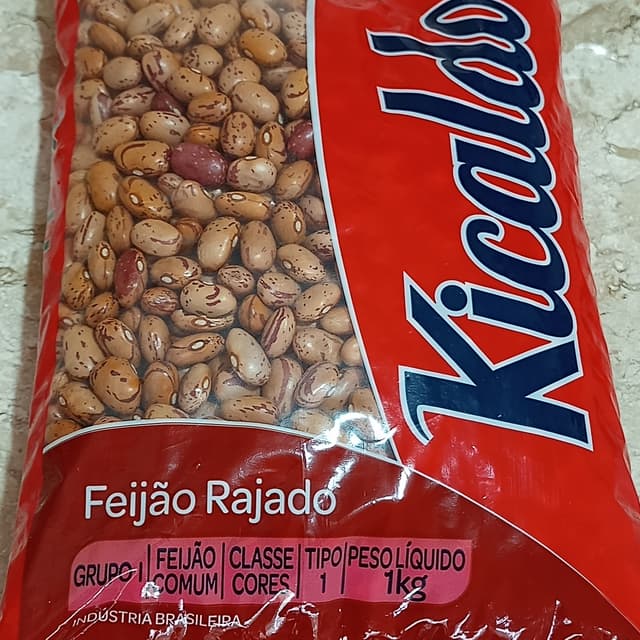 Kicaldo
Feijão Rajado
GRUPO I
FEIJÃO
COMUM
CLASSE
CORES
TIPO
1
PESO LÍQUIDO
1kg
INDÚSTRIA BRASILEIRA